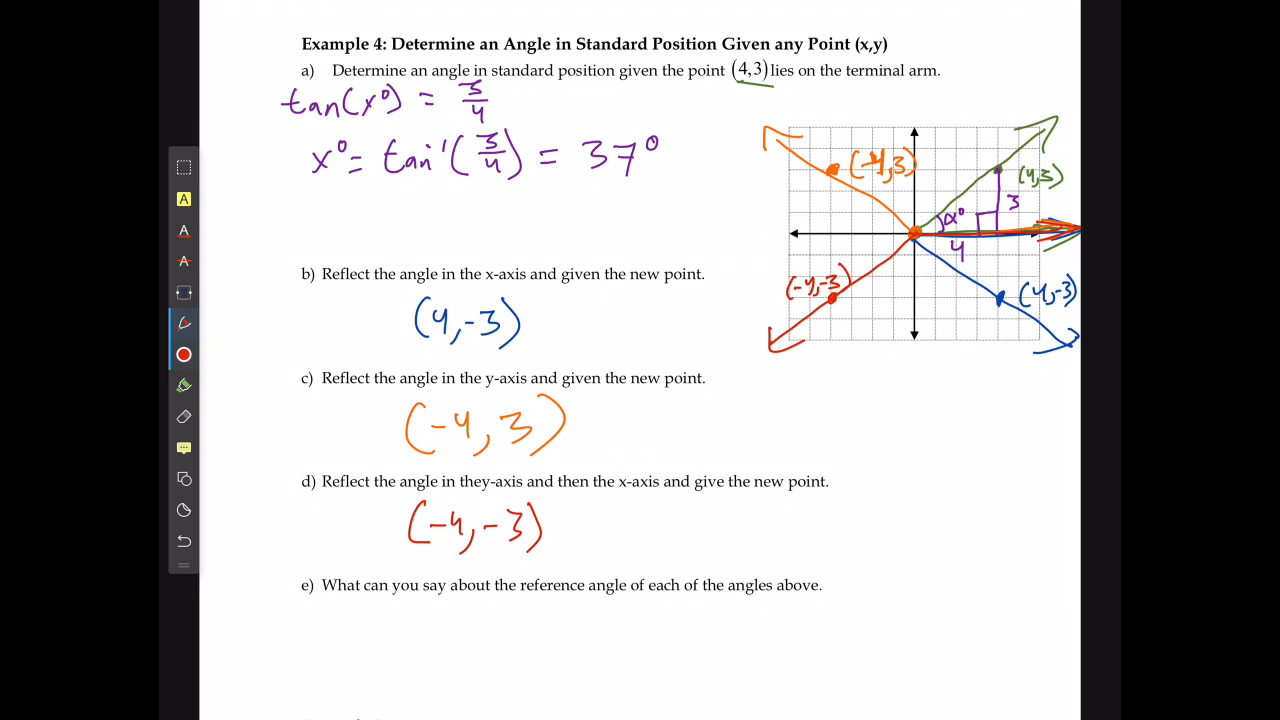 Example 4: Determine an Angle in Standard Position Given any Point (x,y)
a) Determine an angle in standard position given the point (4,3) lies on the terminal arm.
tan(x°) = 3/4
x° = tan⁻¹(3/4) = 37°
(-4,3)
(4,3)
3
x°
4
(-4,-3)
(4,-3)
b) Reflect the angle in the x-axis and given the new point.
(4,-3)
c) Reflect the angle in the y-axis and given the new point.
(-4, 3)
d) Reflect the angle in they-axis and then the x-axis and give the new point.
(-4, -3)
e) What can you say about the reference angle of each of the angles above.
A
A
A